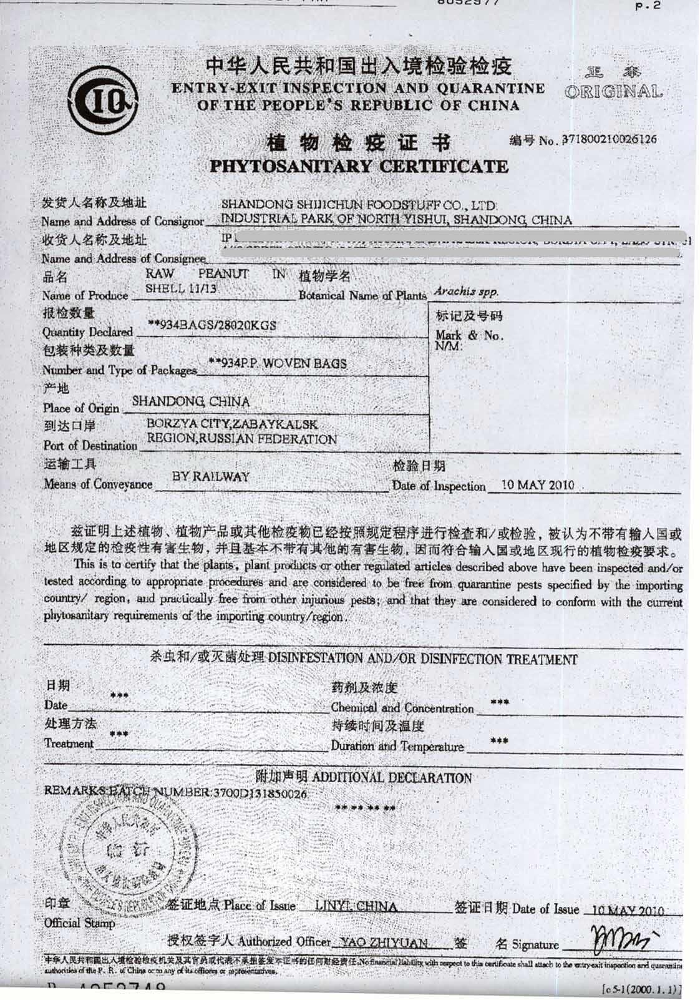 8052977
p.2
CIQ
中华人民共和国出入境检验检疫
ENTRY-EXIT INSPECTION AND QUARANTINE
OF THE PEOPLE'S REPUBLIC OF CHINA
正本
ORIGINAL
植物检疫证书
编号 No. 371800210026126
PHYTOSANITARY CERTIFICATE
发货人名称及地址
SHANDONG SHIJICHUN FOODSTUFF CO., LTD.
Name and Address of Consignor
INDUSTRIAL PARK OF NORTH YISHUI, SHANDONG, CHINA
收货人名称及地址
IP
Name and Address of Consignee
品名 RAW PEANUT IN 植物学名
Name of Produce SHELL 11/13 Botanical Name of Plants Arachis spp.
报检数量
Quantity Declared **934BAGS/28020KGS
标记及号码
Mark & No.
N/M.
包装种类及数量
Number and Type of Packages **934P.P. WOVEN BAGS
产地
Place of Origin SHANDONG, CHINA
到达口岸 BORZYA CITY,ZABAYKALSK
Port of Destination REGION,RUSSIAN FEDERATION
运输工具 检验日期
Means of Conveyance BY RAILWAY Date of Inspection 10 MAY 2010
兹证明上述植物、植物产品或其他检疫物已经按照规定程序进行检查和/或检验，被认为不带有输入国或
地区规定的检疫性有害生物，并且基本不带有其他的有害生物，因而符合输入国或地区现行的植物检疫要求。
This is to certify that the plants, plant products or other regulated articles described above have been inspected and/or
tested according to appropriate procedures and are considered to be free from quarantine pests specified by the importing
country/ region, and practically free from other injurious pests; and that they are considered to conform with the current
phytosanitary requirements of the importing country/region.
杀虫和/或灭菌处理 DISINFESTATION AND/OR DISINFECTION TREATMENT
日期 药剂及浓度
Date *** Chemical and Concentration ***
处理方法 持续时间及温度
Treatment *** Duration and Temperature ***
附加声明 ADDITIONAL DECLARATION
REMARKS:BATCH NUMBER:3700D131850026
** ** ** **
中华人民共和国
印章 签证地点 Place of Issue LINYI, CHINA 签证日期 Date of Issue 10 MAY 2010
Official Stamp
授权签字人 Authorized Officer YAO ZHIYUAN 签 名 Signature
中华人民共和国出入境检验检疫机关及其官员或代表不承担签发本证书的任何财经责任。No financial liability with respect to this certificate shall attach to the entry-exit inspection and quarantine
authorities of the P. R. of China or to any of its officers or representatives.
[c5-1(2000.1.1)]